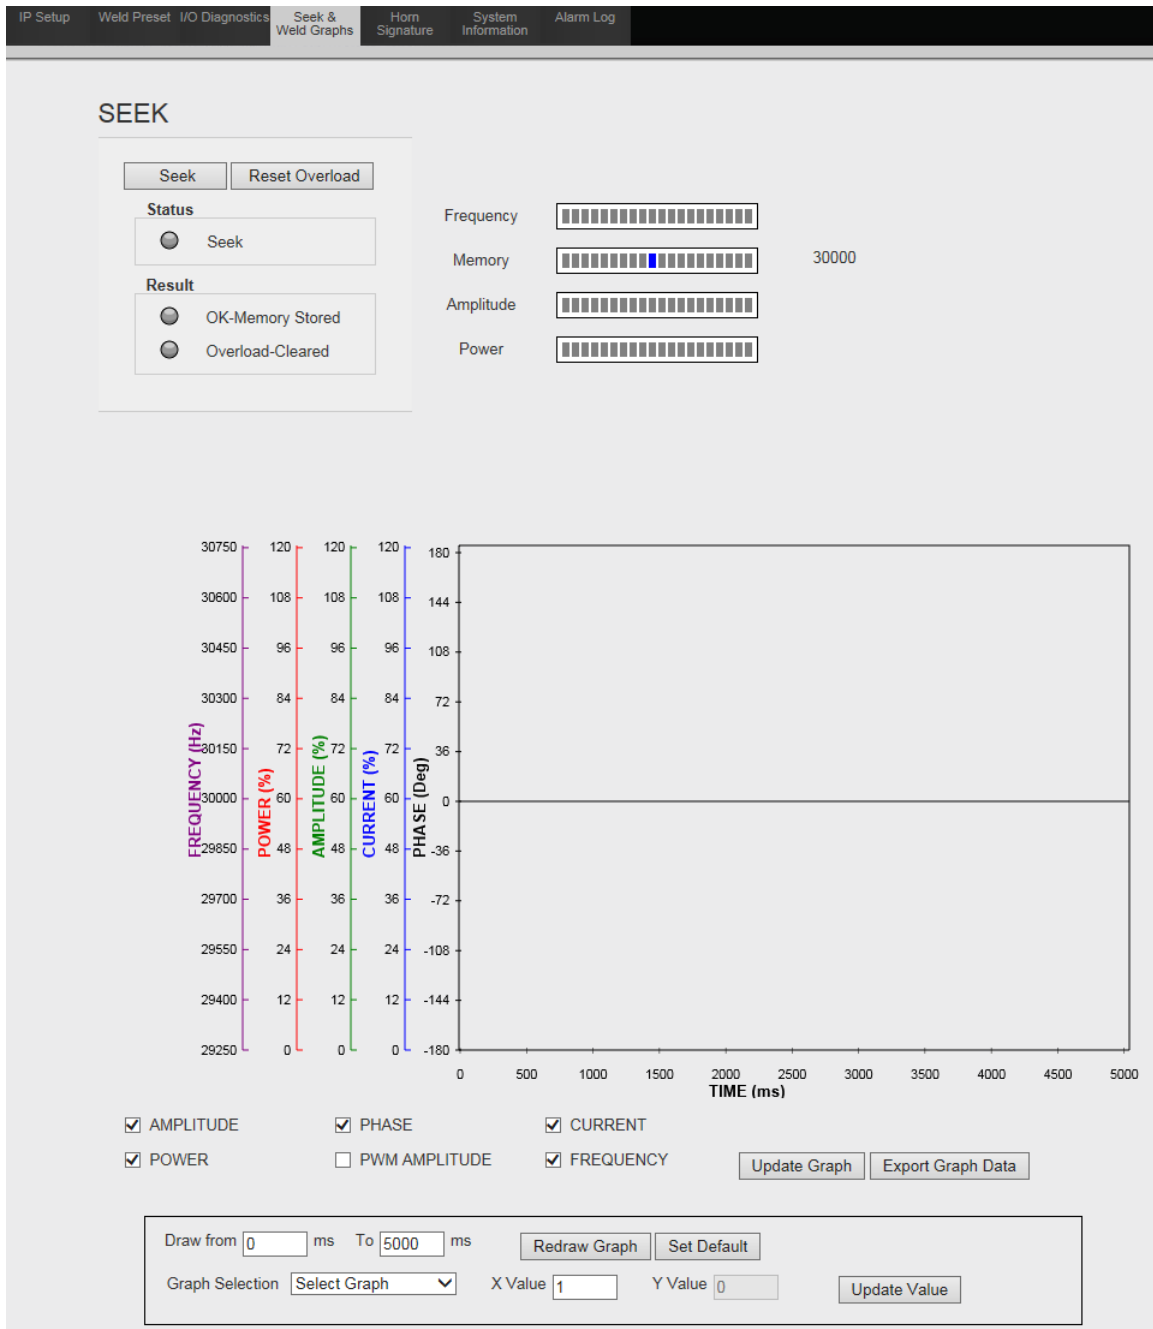 IP Setup Weld Preset I/O Diagnostics Seek & Weld Graphs Horn Signature System Information Alarm Log
SEEK
Seek Reset Overload
Status
Seek
Result
OK-Memory Stored
Overload-Cleared
Frequency
Memory 30000
Amplitude
Power
30750 120 120 120 180
30600 108 108 108 144
30450 96 96 96 108
30300 84 84 84 72
30150 72 72 72 36
30000 60 60 60 0
29850 48 48 48 -36
29700 36 36 36 -72
29550 24 24 24 -108
29400 12 12 12 -144
29250 0 0 0 -180
FREQUENCY (Hz)
POWER (%)
AMPLITUDE (%)
CURRENT (%)
PHASE (Deg)
0 500 1000 1500 2000 2500 3000 3500 4000 4500 5000
TIME (ms)
AMPLITUDE PHASE CURRENT
POWER PWM AMPLITUDE FREQUENCY Update Graph Export Graph Data
Draw from 0 ms To 5000 ms Redraw Graph Set Default
Graph Selection Select Graph X Value 1 Y Value 0 Update Value